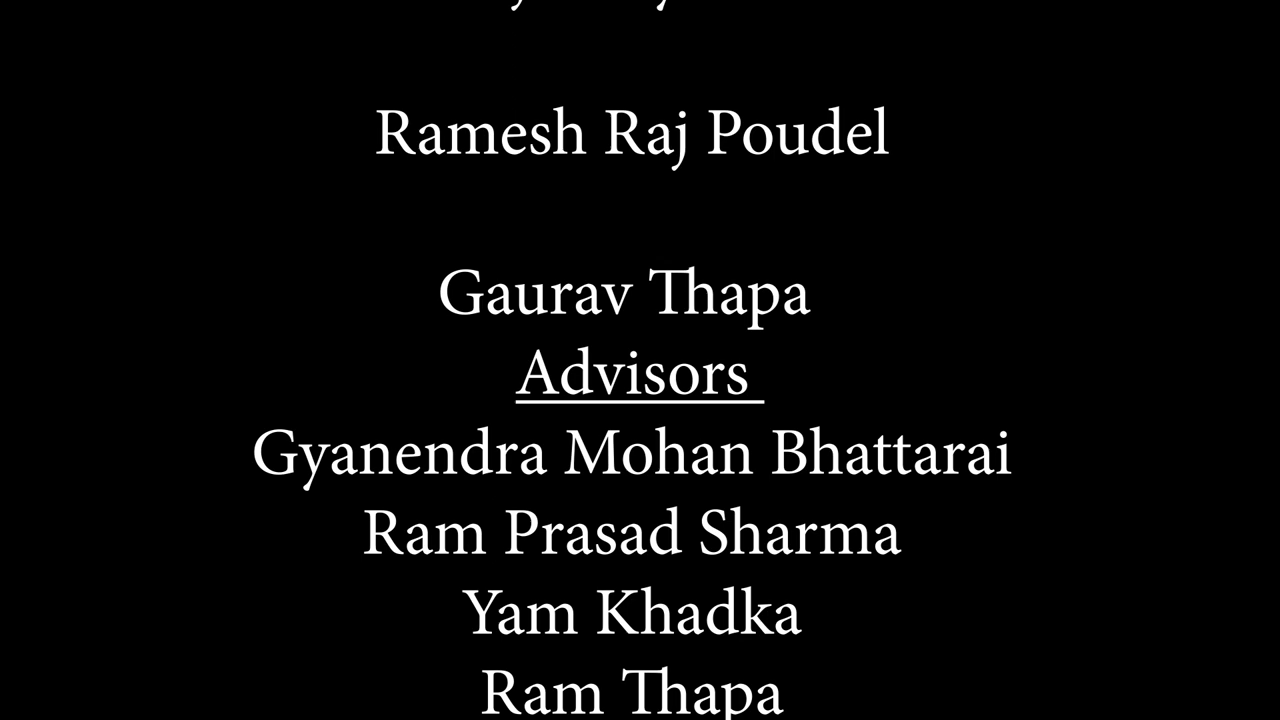 Ramesh Raj Poudel
Gaurav Thapa
Advisors
Gyanendra Mohan Bhattarai
Ram Prasad Sharma
Yam Khadka
Ram Thapa